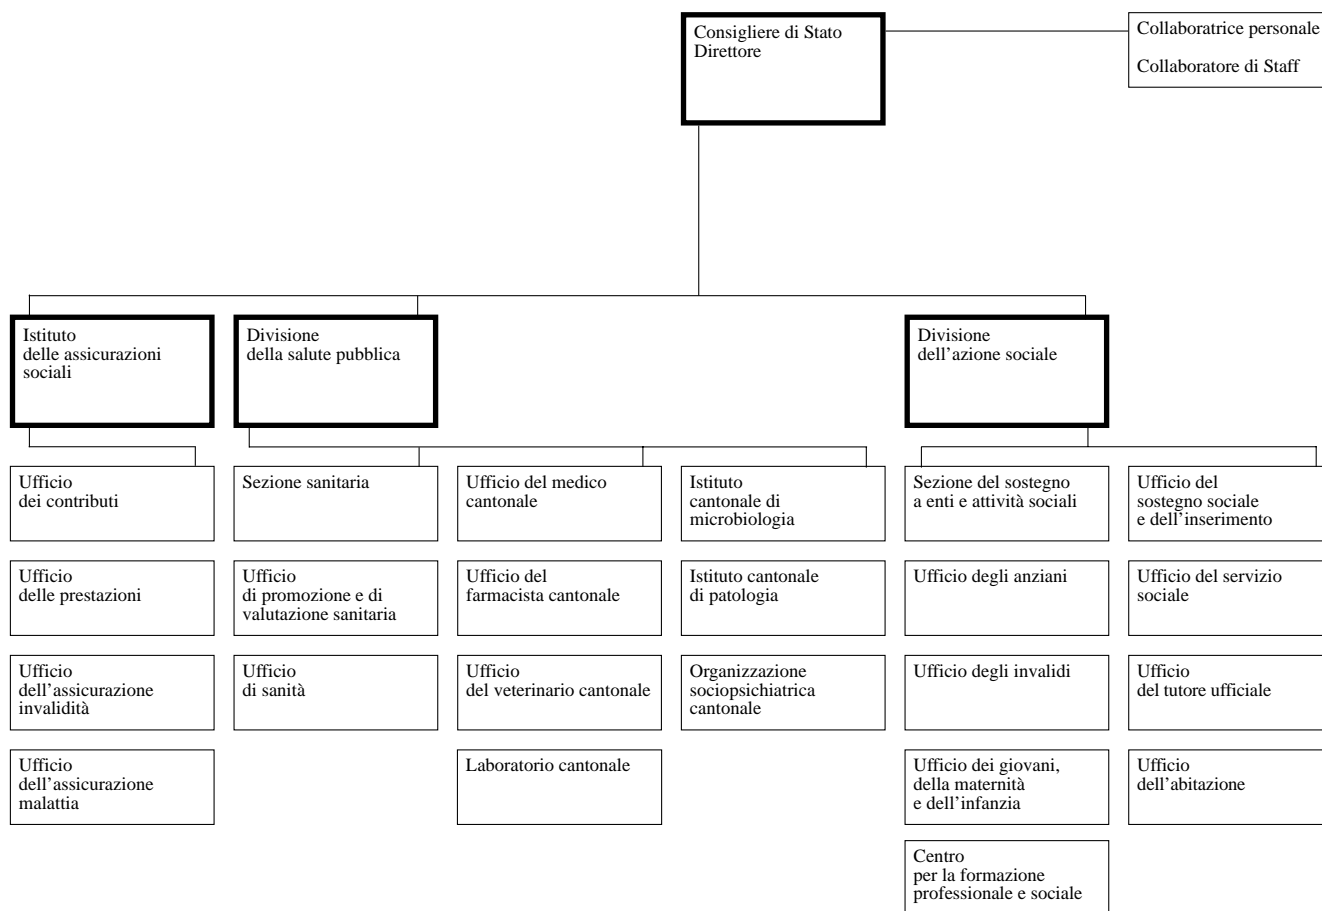 Consigliere di Stato
Direttore
Collaboratrice personale
Collaboratore di Staff
Istituto
delle assicurazioni
sociali
Divisione
della salute pubblica
Divisione
dell’azione sociale
Ufficio
dei contributi
Sezione sanitaria
Ufficio del medico
cantonale
Istituto
cantonale di
microbiologia
Sezione del sostegno
a enti e attività sociali
Ufficio del
sostegno sociale
e dell’inserimento
Ufficio
delle prestazioni
Ufficio
di promozione e di
valutazione sanitaria
Ufficio del
farmacista cantonale
Istituto cantonale
di patologia
Ufficio degli anziani
Ufficio del servizio
sociale
Ufficio
dell’assicurazione
invalidità
Ufficio
di sanità
Ufficio
del veterinario cantonale
Organizzazione
sociopsichiatrica
cantonale
Ufficio degli invalidi
Ufficio
del tutore ufficiale
Ufficio
dell’assicurazione
malattia
Laboratorio cantonale
Ufficio dei giovani,
della maternità
e dell’infanzia
Ufficio
dell’abitazione
Centro
per la formazione
professionale e sociale